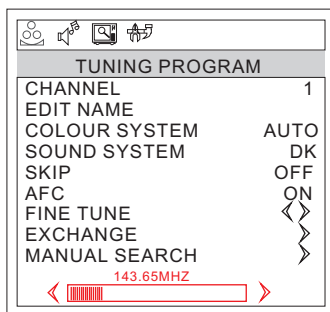 TUNING PROGRAM
CHANNEL 1
EDIT NAME
COLOUR SYSTEM AUTO
SOUND SYSTEM DK
SKIP OFF
AFC ON
FINE TUNE
EXCHANGE
MANUAL SEARCH
143.65MHZ